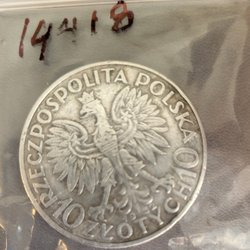 14418
RZECZPOSPOLITA POLSKA
10 ZŁOTYCH 10